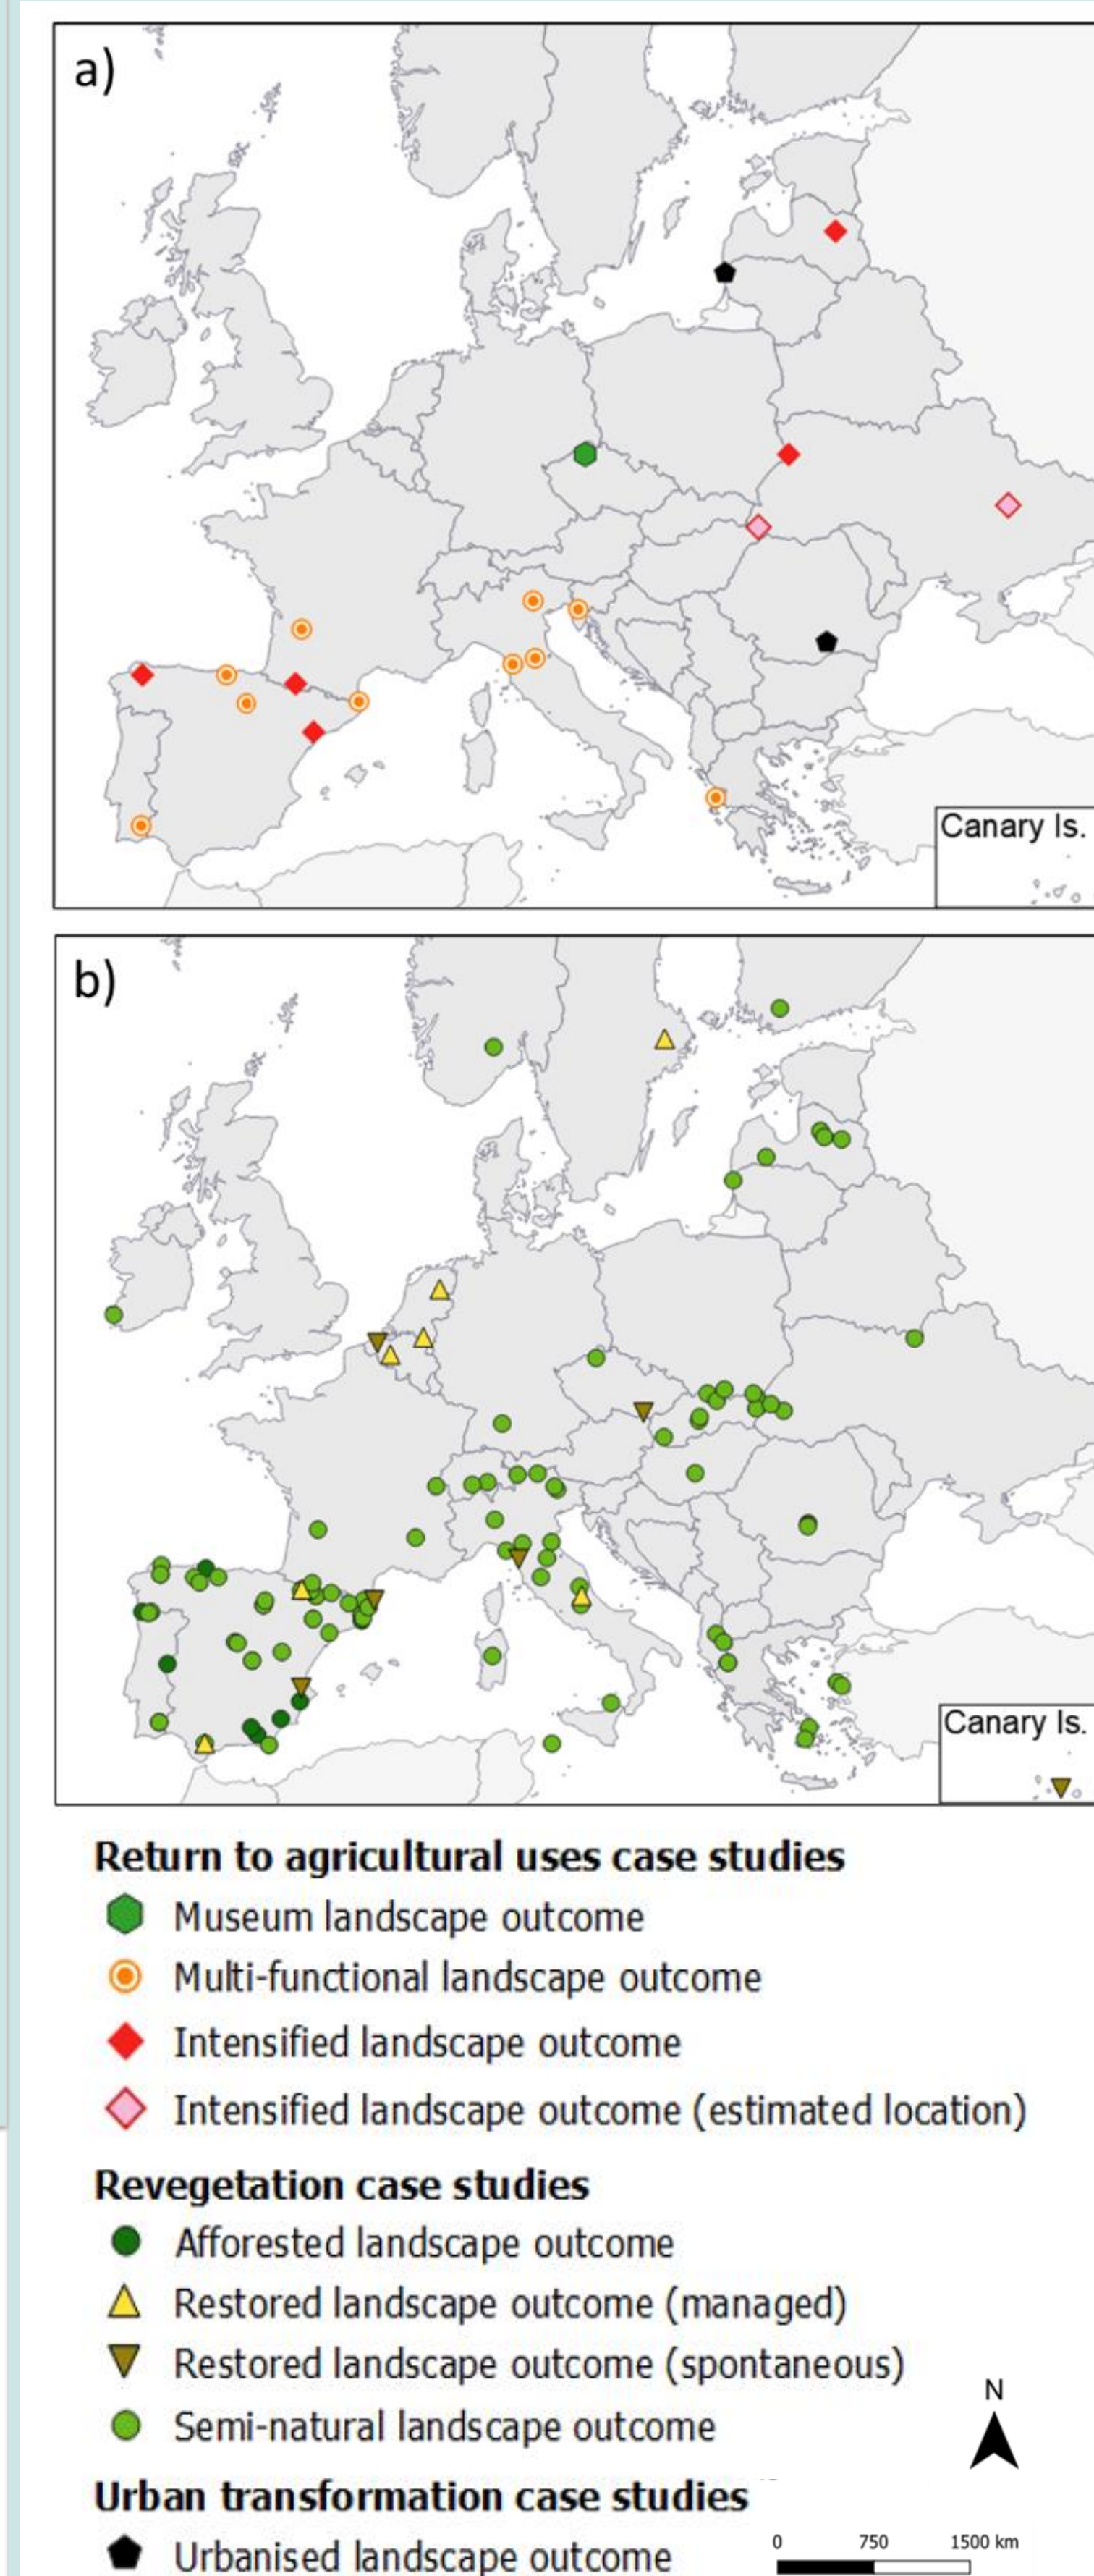 a)
Canary Is.
b)
Canary Is.
Return to agricultural uses case studies
Museum landscape outcome
Multi-functional landscape outcome
Intensified landscape outcome
Intensified landscape outcome (estimated location)
Revegetation case studies
Afforested landscape outcome
Restored landscape outcome (managed)
Restored landscape outcome (spontaneous)
Semi-natural landscape outcome
N
Urban transformation case studies
Urbanised landscape outcome
0 750 1500 km